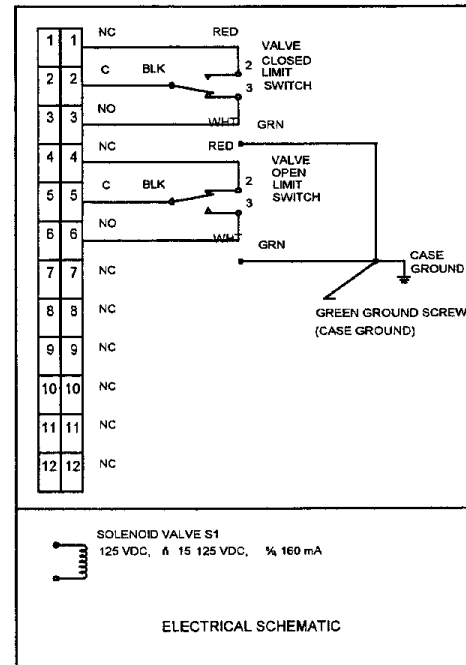 1 1 NC RED
VALVE
CLOSED
LIMIT
SWITCH
2 2 C BLK 2
3
3 3 NO WHT GRN
4 4 NC RED
VALVE
OPEN
LIMIT
SWITCH
5 5 C BLK 2
3
6 6 NO WHT GRN
CASE
GROUND
7 7 NC
8 8 NC
GREEN GROUND SCREW
(CASE GROUND)
9 9 NC
10 10 NC
11 11 NC
12 12 NC
SOLENOID VALVE S1
125 VDC, 15 125 VDC, 160 mA
ELECTRICAL SCHEMATIC